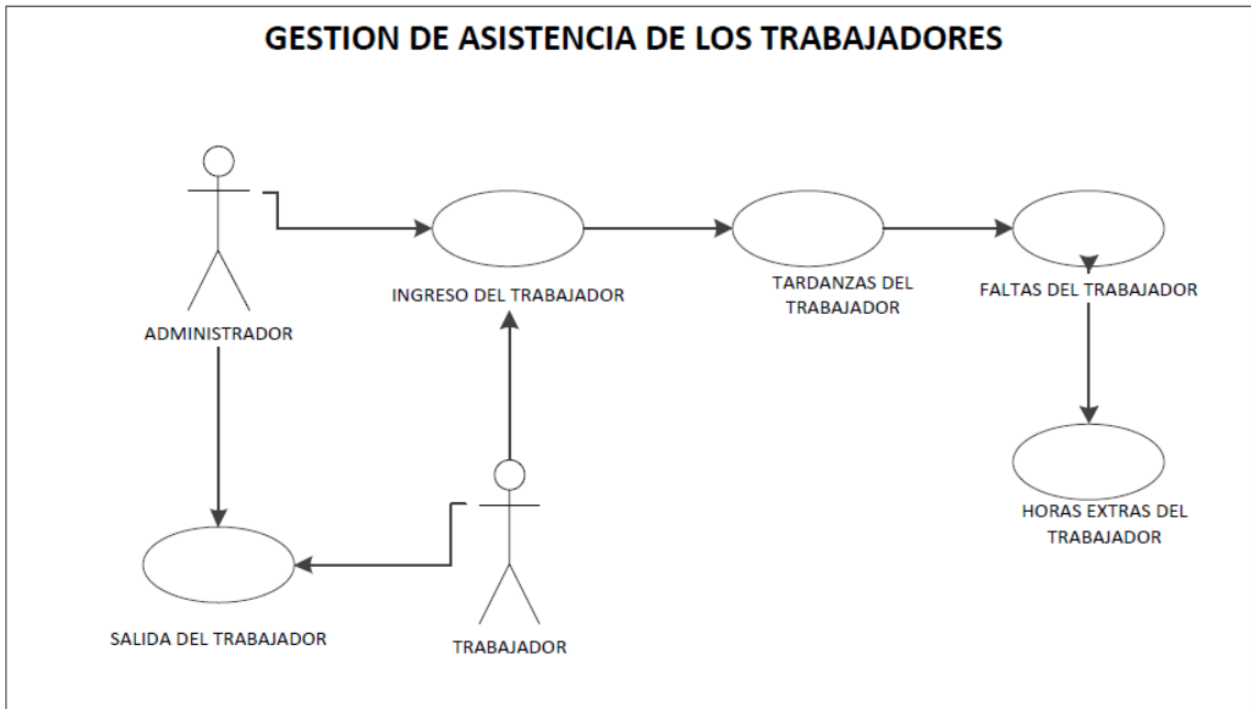 GESTION DE ASISTENCIA DE LOS TRABAJADORES
ADMINISTRADOR
INGRESO DEL TRABAJADOR
TARDANZAS DEL
TRABAJADOR
FALTAS DEL TRABAJADOR
HORAS EXTRAS DEL
TRABAJADOR
SALIDA DEL TRABAJADOR
TRABAJADOR